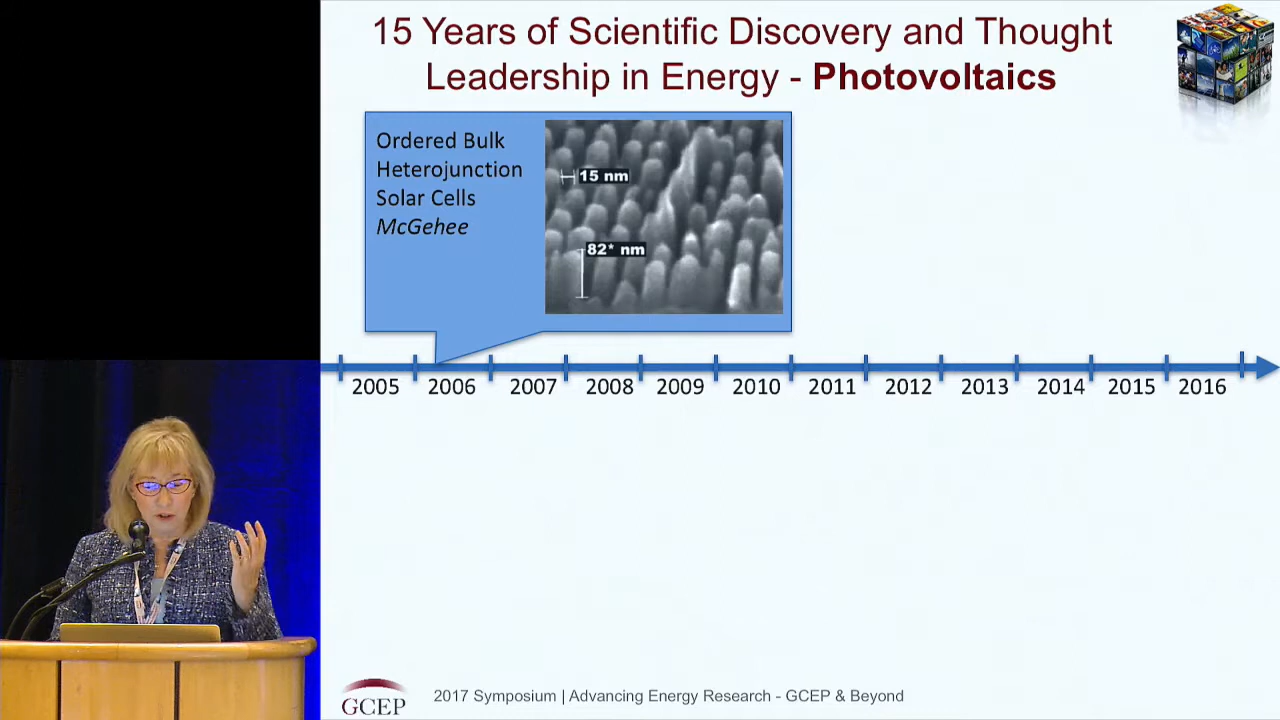 15 Years of Scientific Discovery and Thought
Leadership in Energy - Photovoltaics
Ordered Bulk
Heterojunction
Solar Cells
McGehee
15 nm
82* nm
2005 2006 2007 2008 2009 2010 2011 2012 2013 2014 2015 2016
GCEP
2017 Symposium | Advancing Energy Research - GCEP & Beyond